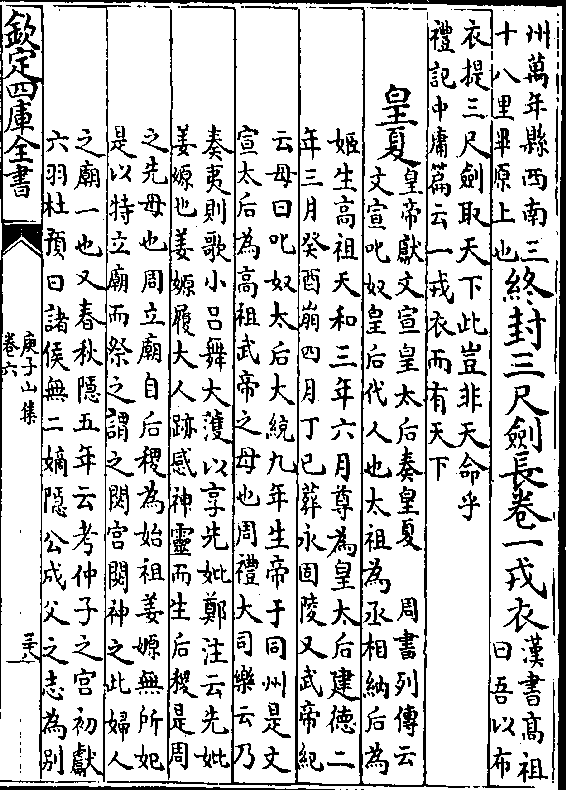 州萬年縣西南三
十八里畢原上也
終封三尺劍長卷一戎衣
漢書高祖
曰吾以布
衣提三尺劍取天下此豈非天命乎
禮記中庸篇云一戎衣而有天下
皇夏
皇帝獻文宣皇太后奏皇夏　周書列傳云
文宣叱奴皇后代人也太祖為丞相納后為
姬生高祖天和三年六月尊為皇太后建德二
年三月癸酉崩四月丁巳葬永固陵又武帝紀
云母曰叱奴太后大統九年生帝于同州是文
宣太后為高祖武帝之母也周禮大司樂云乃
奏夷則歌小呂舞大濩以享先妣鄭注云先妣
姜嫄也姜嫄履大人跡感神靈而生后稷是周
之先母也周立廟自后稷為始祖姜嫄無所妃
是以特立廟而祭之謂之閟宫閟神之此婦人
之廟一也又春秋隱五年云考仲子之宫初獻
六羽杜預曰諸侯無二嫡隱公成父之志為别
欽定四庫全書
庾子山集
卷六